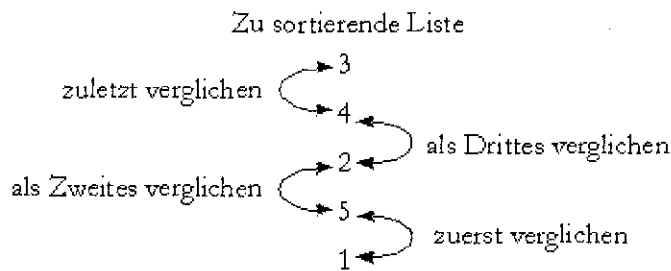 Zu sortierende Liste
3
zuletzt verglichen
4
als Drittes verglichen
2
als Zweites verglichen
5
zuerst verglichen
1